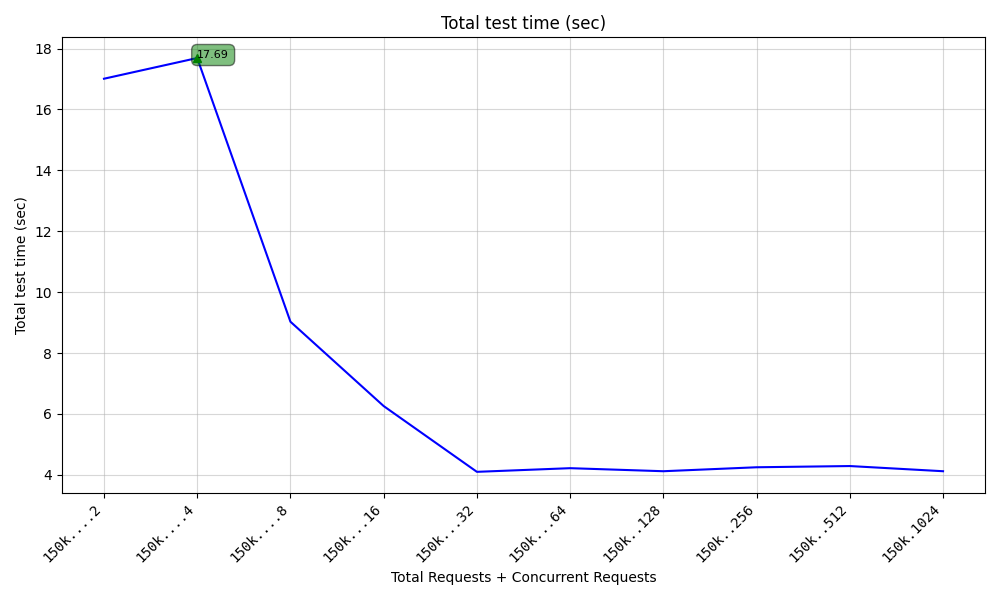 Total test time (sec)
17.69
18
16
14
12
10
8
6
4
Total test time (sec)
150k....2
150k....4
150k....8
150k...16
150k...32
150k...64
150k..128
150k..256
150k..512
150k.1024
Total Requests + Concurrent Requests